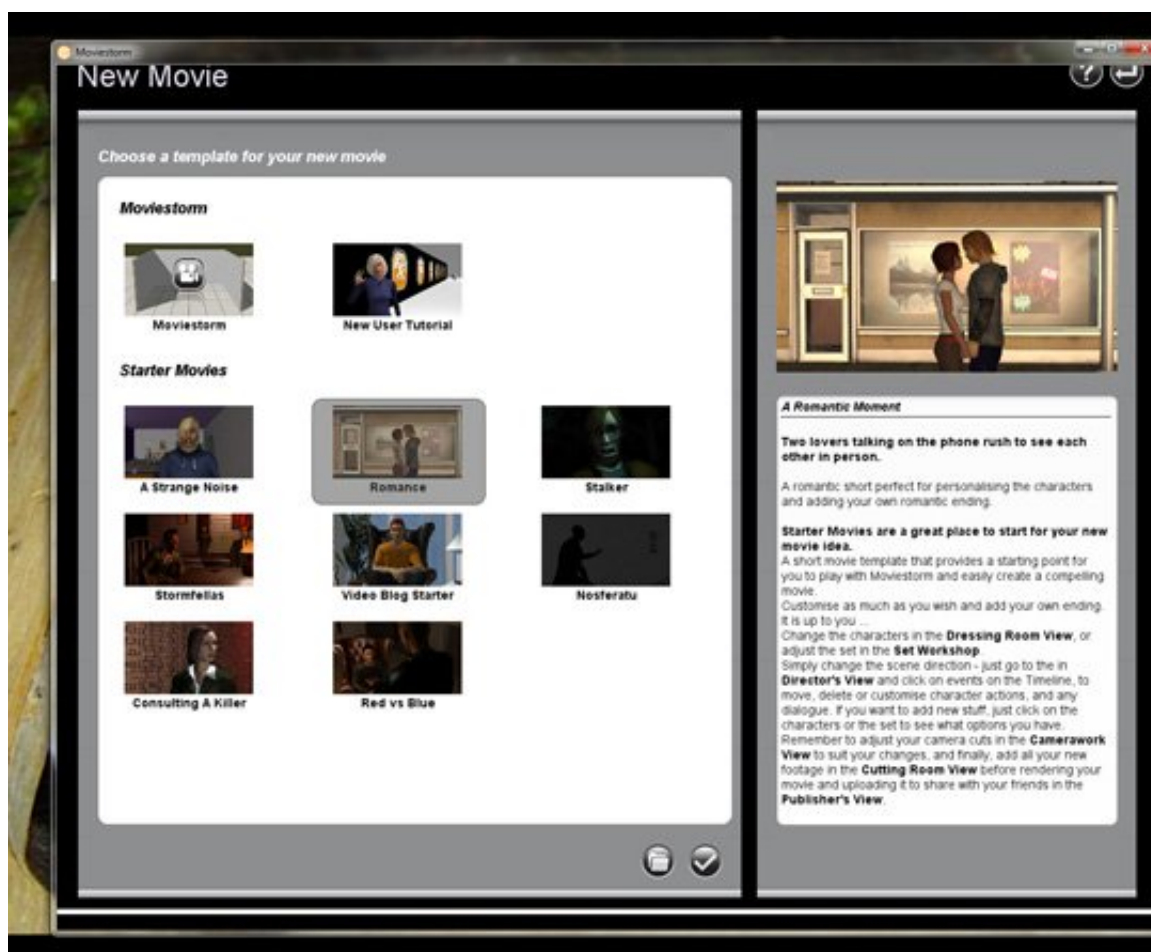 Moviestorm
New Movie
Choose a template for your new movie
Moviestorm
Moviestorm
New User Tutorial
Starter Movies
A Strange Noise
Romance
Stalker
Stormfellas
Video Blog Starter
Nosferatu
Consulting A Killer
Red vs Blue
A Romantic Moment
Two lovers talking on the phone rush to see each
other in person.
A romantic short perfect for personalising the characters
and adding your own romantic ending.
Starter Movies are a great place to start for your new
movie idea.
A short movie template that provides a starting point for
you to play with Moviestorm and easily create a compelling
movie.
Customise as much as you wish and add your own ending.
It is up to you ...
Change the characters in the Dressing Room View, or
adjust the set in the Set Workshop.
Simply change the scene direction - just go to the in
Director's View and click on events on the Timeline, to
move, delete or customise character actions, and any
dialogue. If you want to add new stuff, just click on the
characters or the set to see what options you have.
Remember to adjust your camera cuts in the Camerawork
View to suit your changes, and finally, add all your new
footage in the Cutting Room View before rendering your
movie and uploading it to share with your friends in the
Publisher's View.